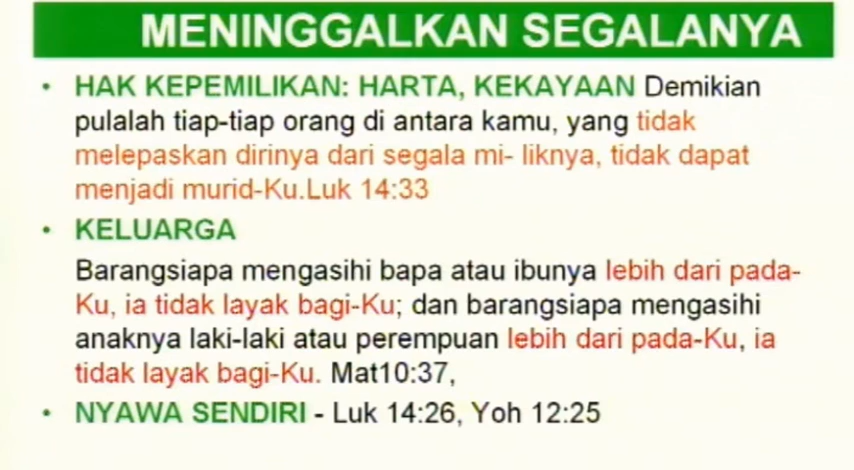 MENINGGALKAN SEGALANYA
• HAK KEPEMILIKAN: HARTA, KEKAYAAN Demikian
pulalah tiap-tiap orang di antara kamu, yang tidak
melepaskan dirinya dari segala mi- liknya, tidak dapat
menjadi murid-Ku.Luk 14:33
• KELUARGA
Barangsiapa mengasihi bapa atau ibunya lebih dari pada-
Ku, ia tidak layak bagi-Ku; dan barangsiapa mengasihi
anaknya laki-laki atau perempuan lebih dari pada-Ku, ia
tidak layak bagi-Ku. Mat10:37,
• NYAWA SENDIRI - Luk 14:26, Yoh 12:25